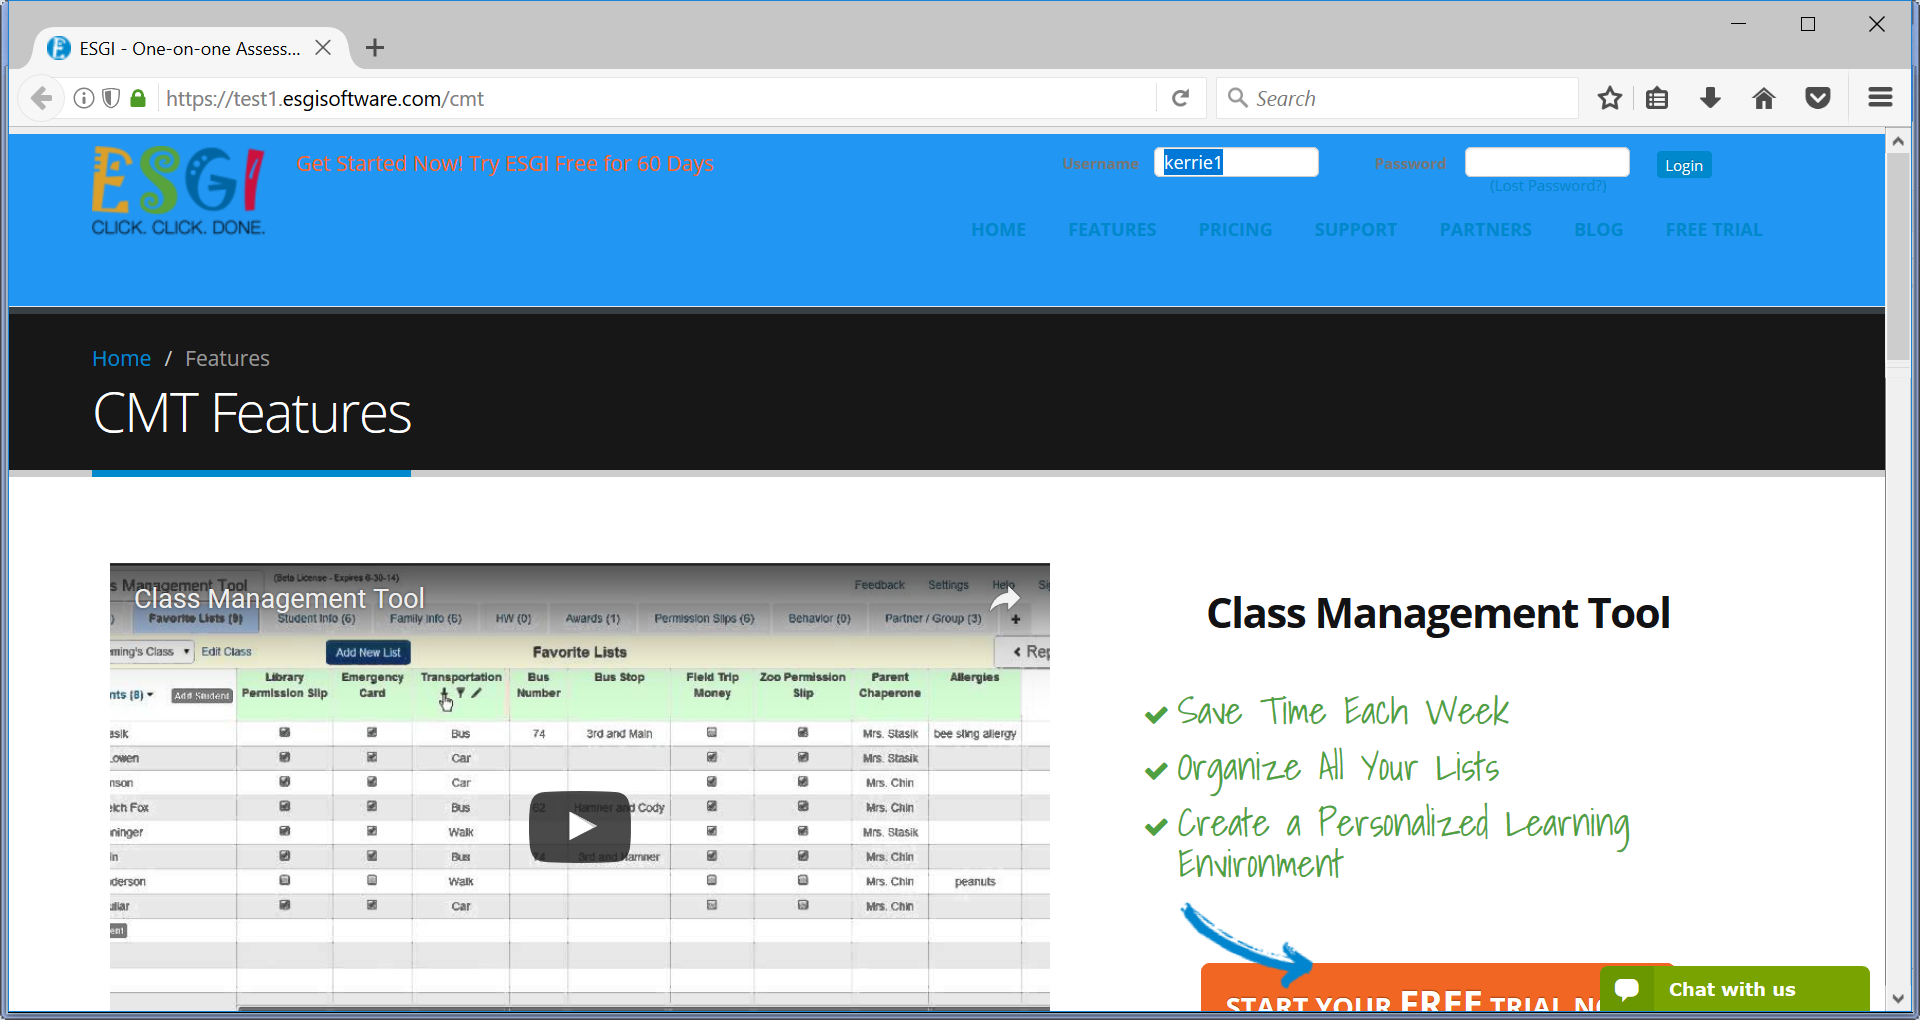 ESGI - One-on-one Assess...
https://test1.esgisoftware.com/cmt
Search
ESGI
CLICK. CLICK. DONE.
Get Started Now! Try ESGI Free for 60 Days
Username
kerrie1
Password
Login
(Lost Password?)
HOME FEATURES PRICING SUPPORT PARTNERS BLOG FREE TRIAL
Home / Features
CMT Features
s Management Tool (Beta License - Expires 6-30-14) Feedback Settings Help
Class Management Tool
Favorite Lists (9) Student Info (6) Family Info (6) HW (0) Awards (1) Permission Slips (6) Behavior (0) Partner / Group (3) +
ming's Class Edit Class Add New List Favorite Lists < Rep
nts (8) Add Student Library Permission Slip Emergency Card Transportation Bus Number Bus Stop Field Trip Money Zoo Permission Slip Parent Chaperone Allergies
asik Bus 74 3rd and Main Mrs. Stasik bee sting allergy
owen Car Mrs. Stasik
nson Car Mrs. Chin
Fox Bus 62 Hamner and Cody Mrs. Chin
ninger Walk Mrs. Stasik
in Bus 74 3rd and Hamner Mrs. Chin
derson Walk Mrs. Chin peanuts
Car Mrs. Chin
ent
Class Management Tool
Save Time Each Week
Organize All Your Lists
Create a Personalized Learning
Environment
START YOUR FREE TRIAL NO
Chat with us